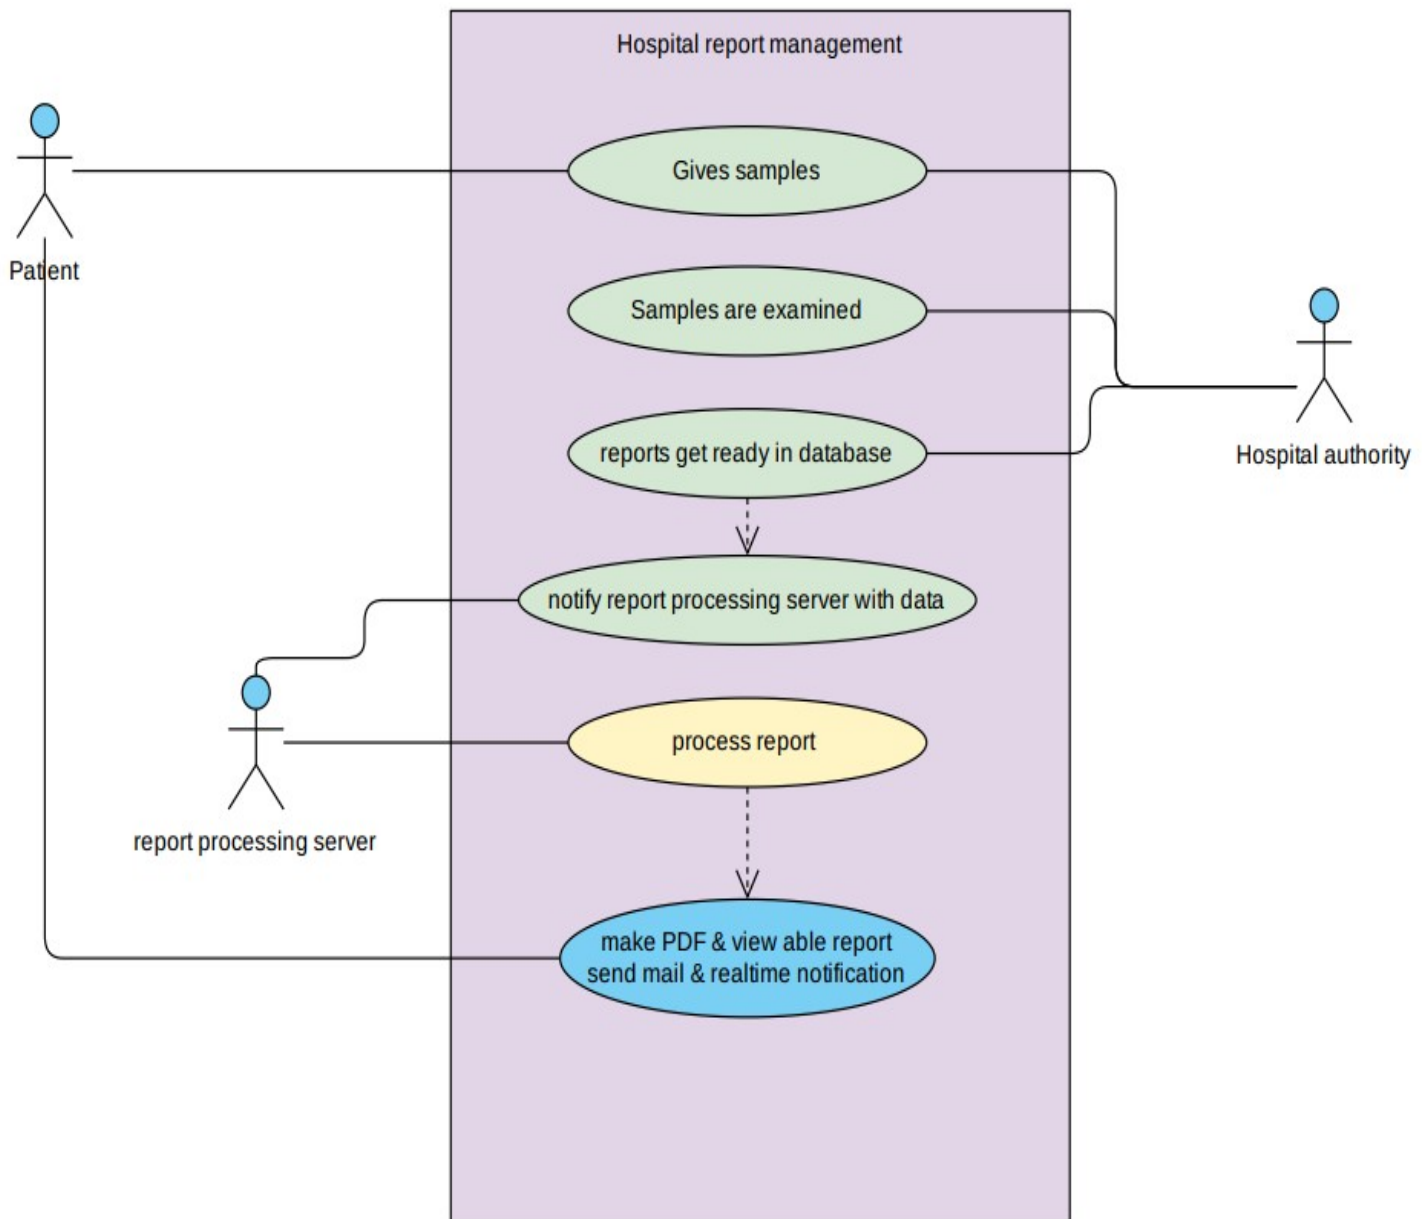 Hospital report management
Gives samples
Patient
Samples are examined
reports get ready in database
Hospital authority
notify report processing server with data
process report
report processing server
make PDF & view able report
send mail & realtime notification